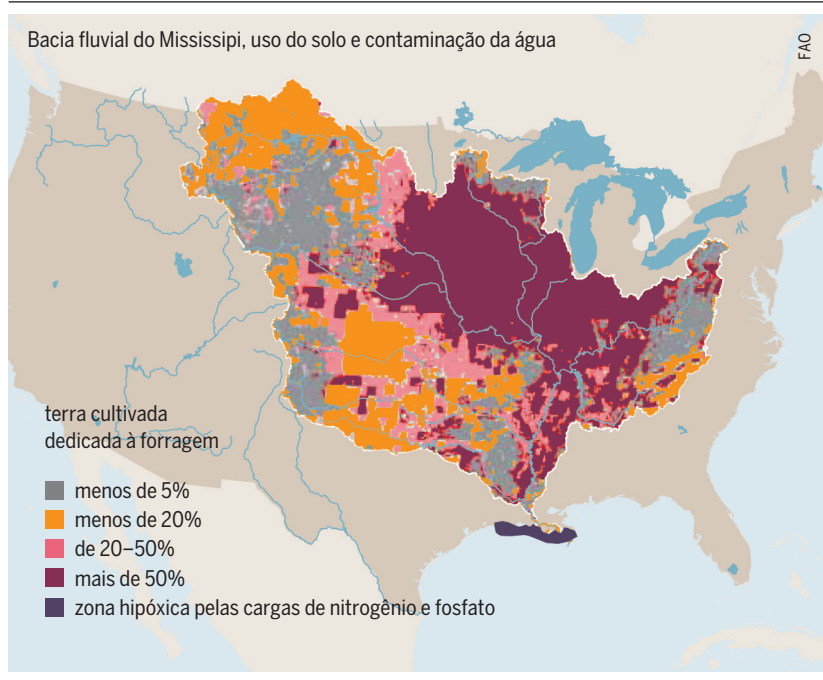 Bacia fluvial do Mississipi, uso do solo e contaminação da água
FAO
terra cultivada
dedicada à forragem
menos de 5%
menos de 20%
de 20–50%
mais de 50%
zona hipóxica pelas cargas de nitrogênio e fosfato